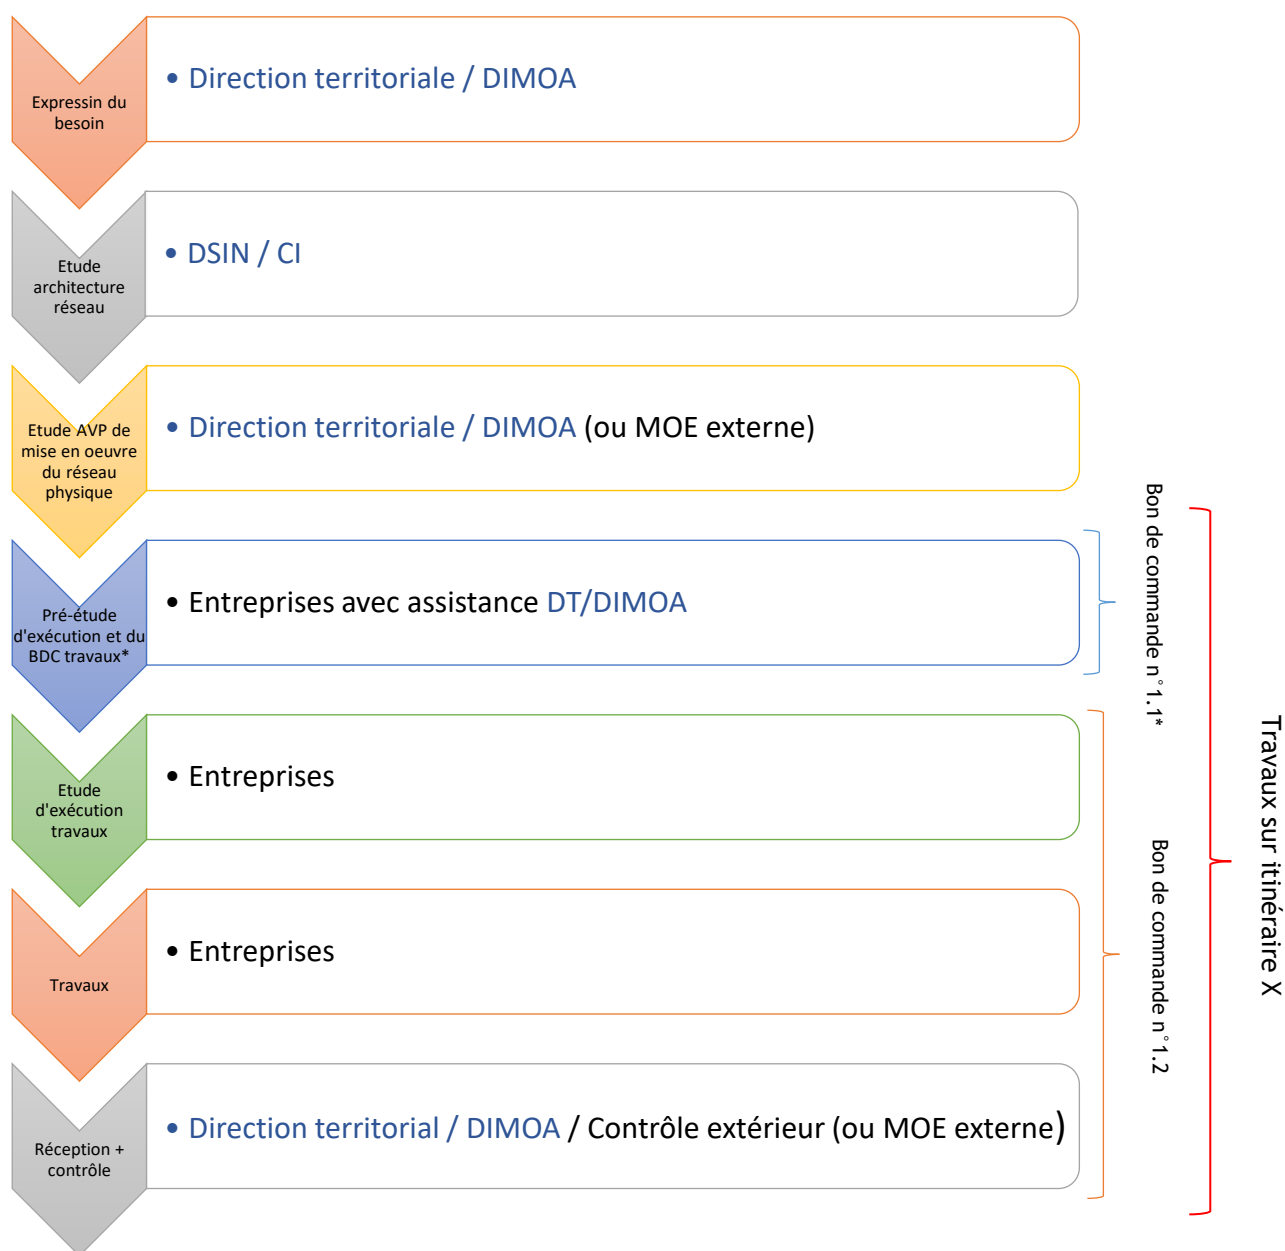 Expressin du
besoin
• Direction territoriale / DIMOA
Etude
architecture
réseau
• DSIN / CI
Etude AVP de
mise en oeuvre
du réseau
physique
• Direction territoriale / DIMOA (ou MOE externe)
Pré-étude
d'exécution et du
BDC travaux*
• Entreprises avec assistance DT/DIMOA
Etude
d'exécution
travaux
• Entreprises
Travaux
• Entreprises
Réception +
contrôle
• Direction territorial / DIMOA / Contrôle extérieur (ou MOE externe)
Bon de commande n°1.1*
Bon de commande n°1.2
Travaux sur itinéraire X